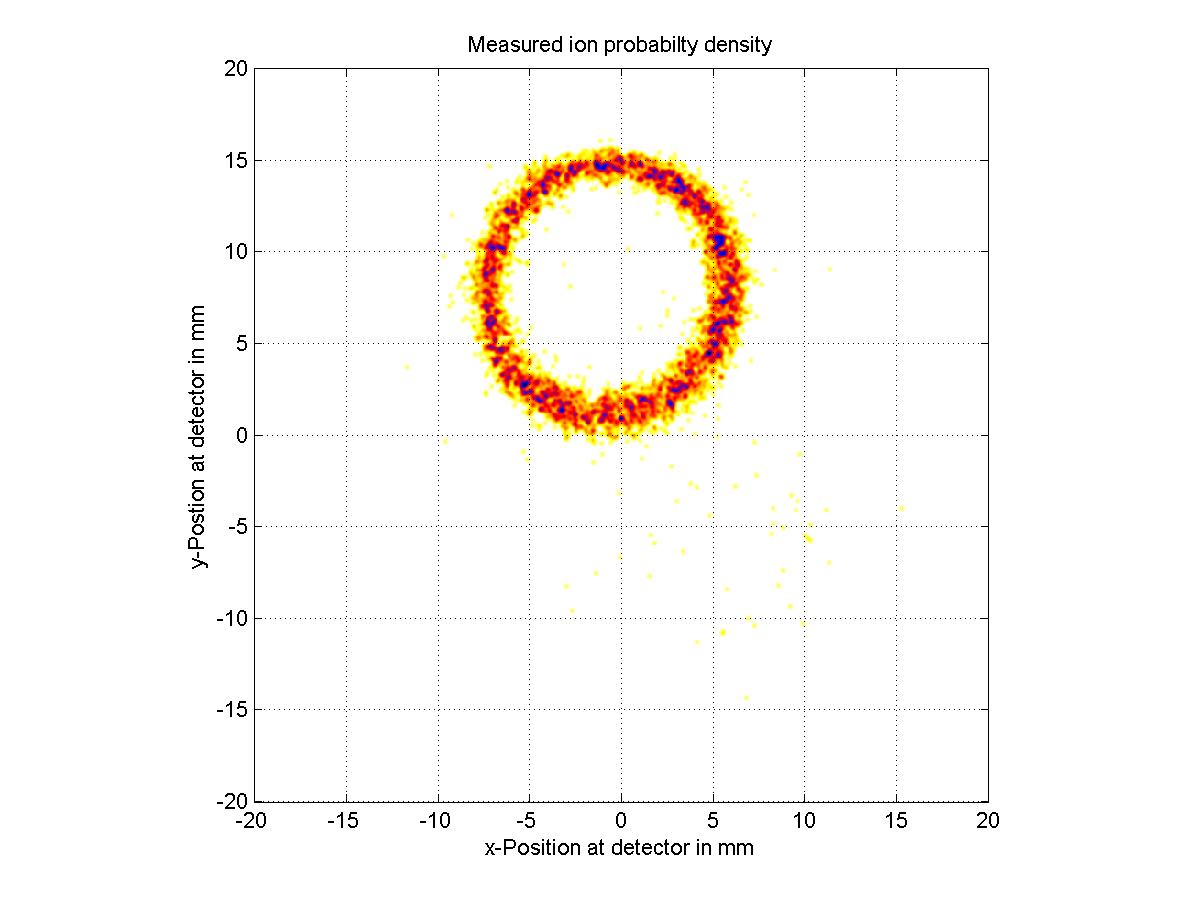 Measured ion probabilty density
20
15
10
5
0
-5
-10
-15
-20
y-Postion at detector in mm
-20 -15 -10 -5 0 5 10 15 20
x-Position at detector in mm